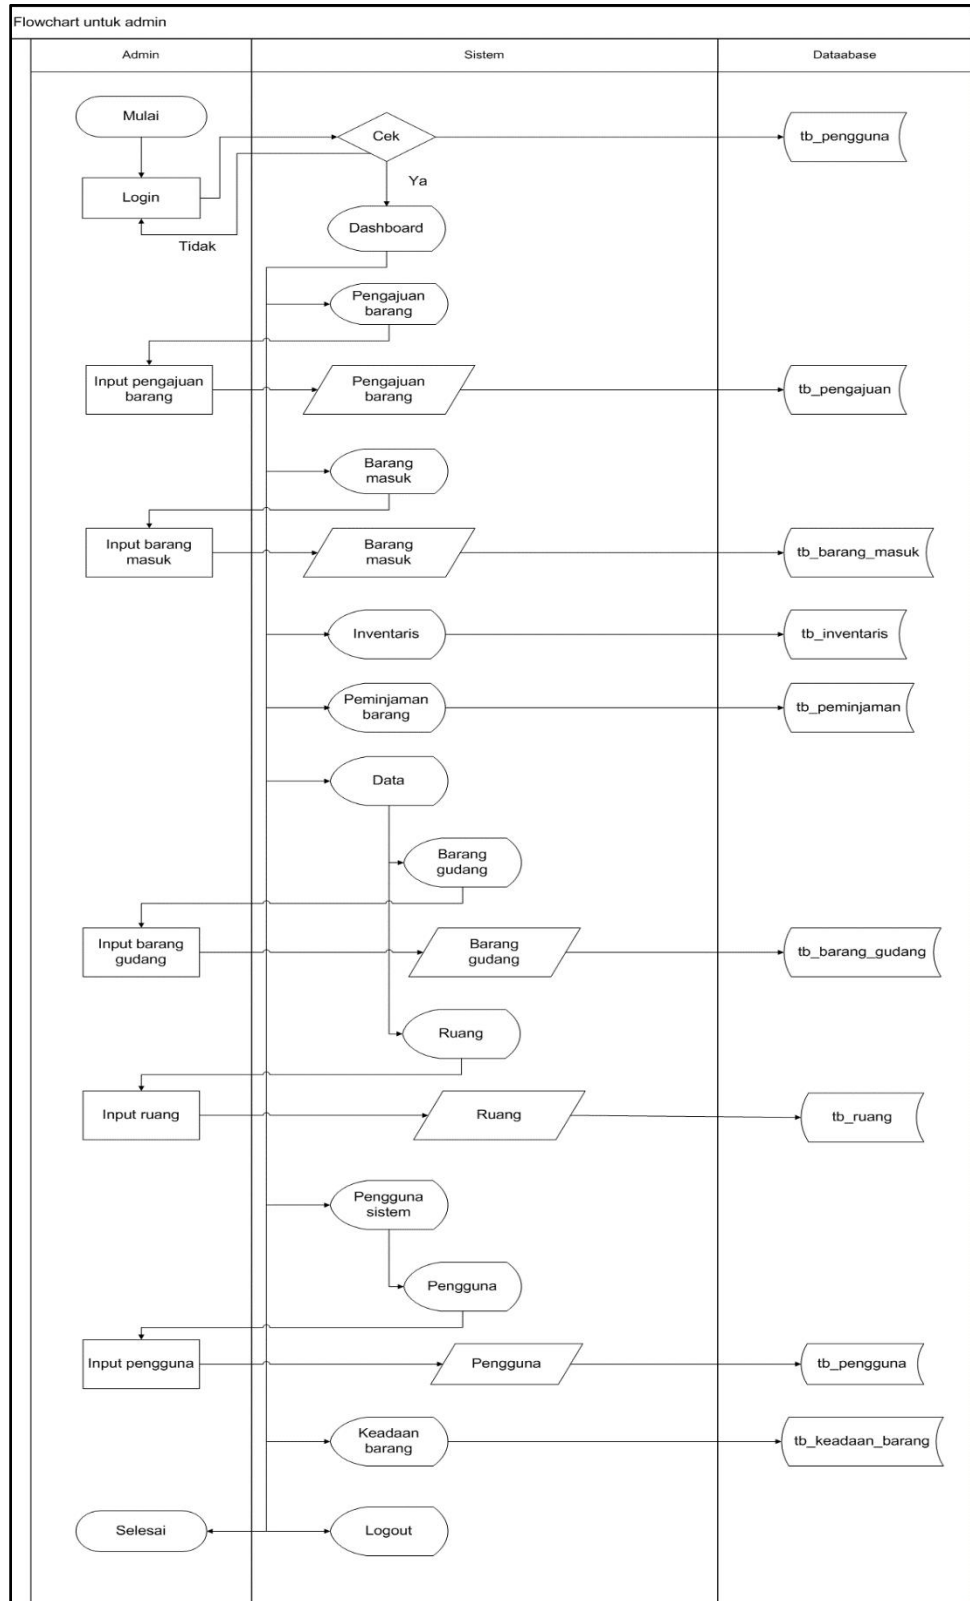 Flowchart untuk admin
Admin
Sistem
Dataabase
Mulai
Cek
tb_pengguna
Ya
Login
Tidak
Dashboard
Pengajuan
barang
Input pengajuan
barang
Pengajuan
barang
tb_pengajuan
Barang
masuk
Input barang
masuk
Barang
masuk
tb_barang_masuk
Inventaris
tb_inventaris
Peminjaman
barang
tb_peminjaman
Data
Barang
gudang
Input barang
gudang
Barang
gudang
tb_barang_gudang
Ruang
Input ruang
Ruang
tb_ruang
Pengguna
sistem
Pengguna
Input pengguna
Pengguna
tb_pengguna
Keadaan
barang
tb_keadaan_barang
Selesai
Logout